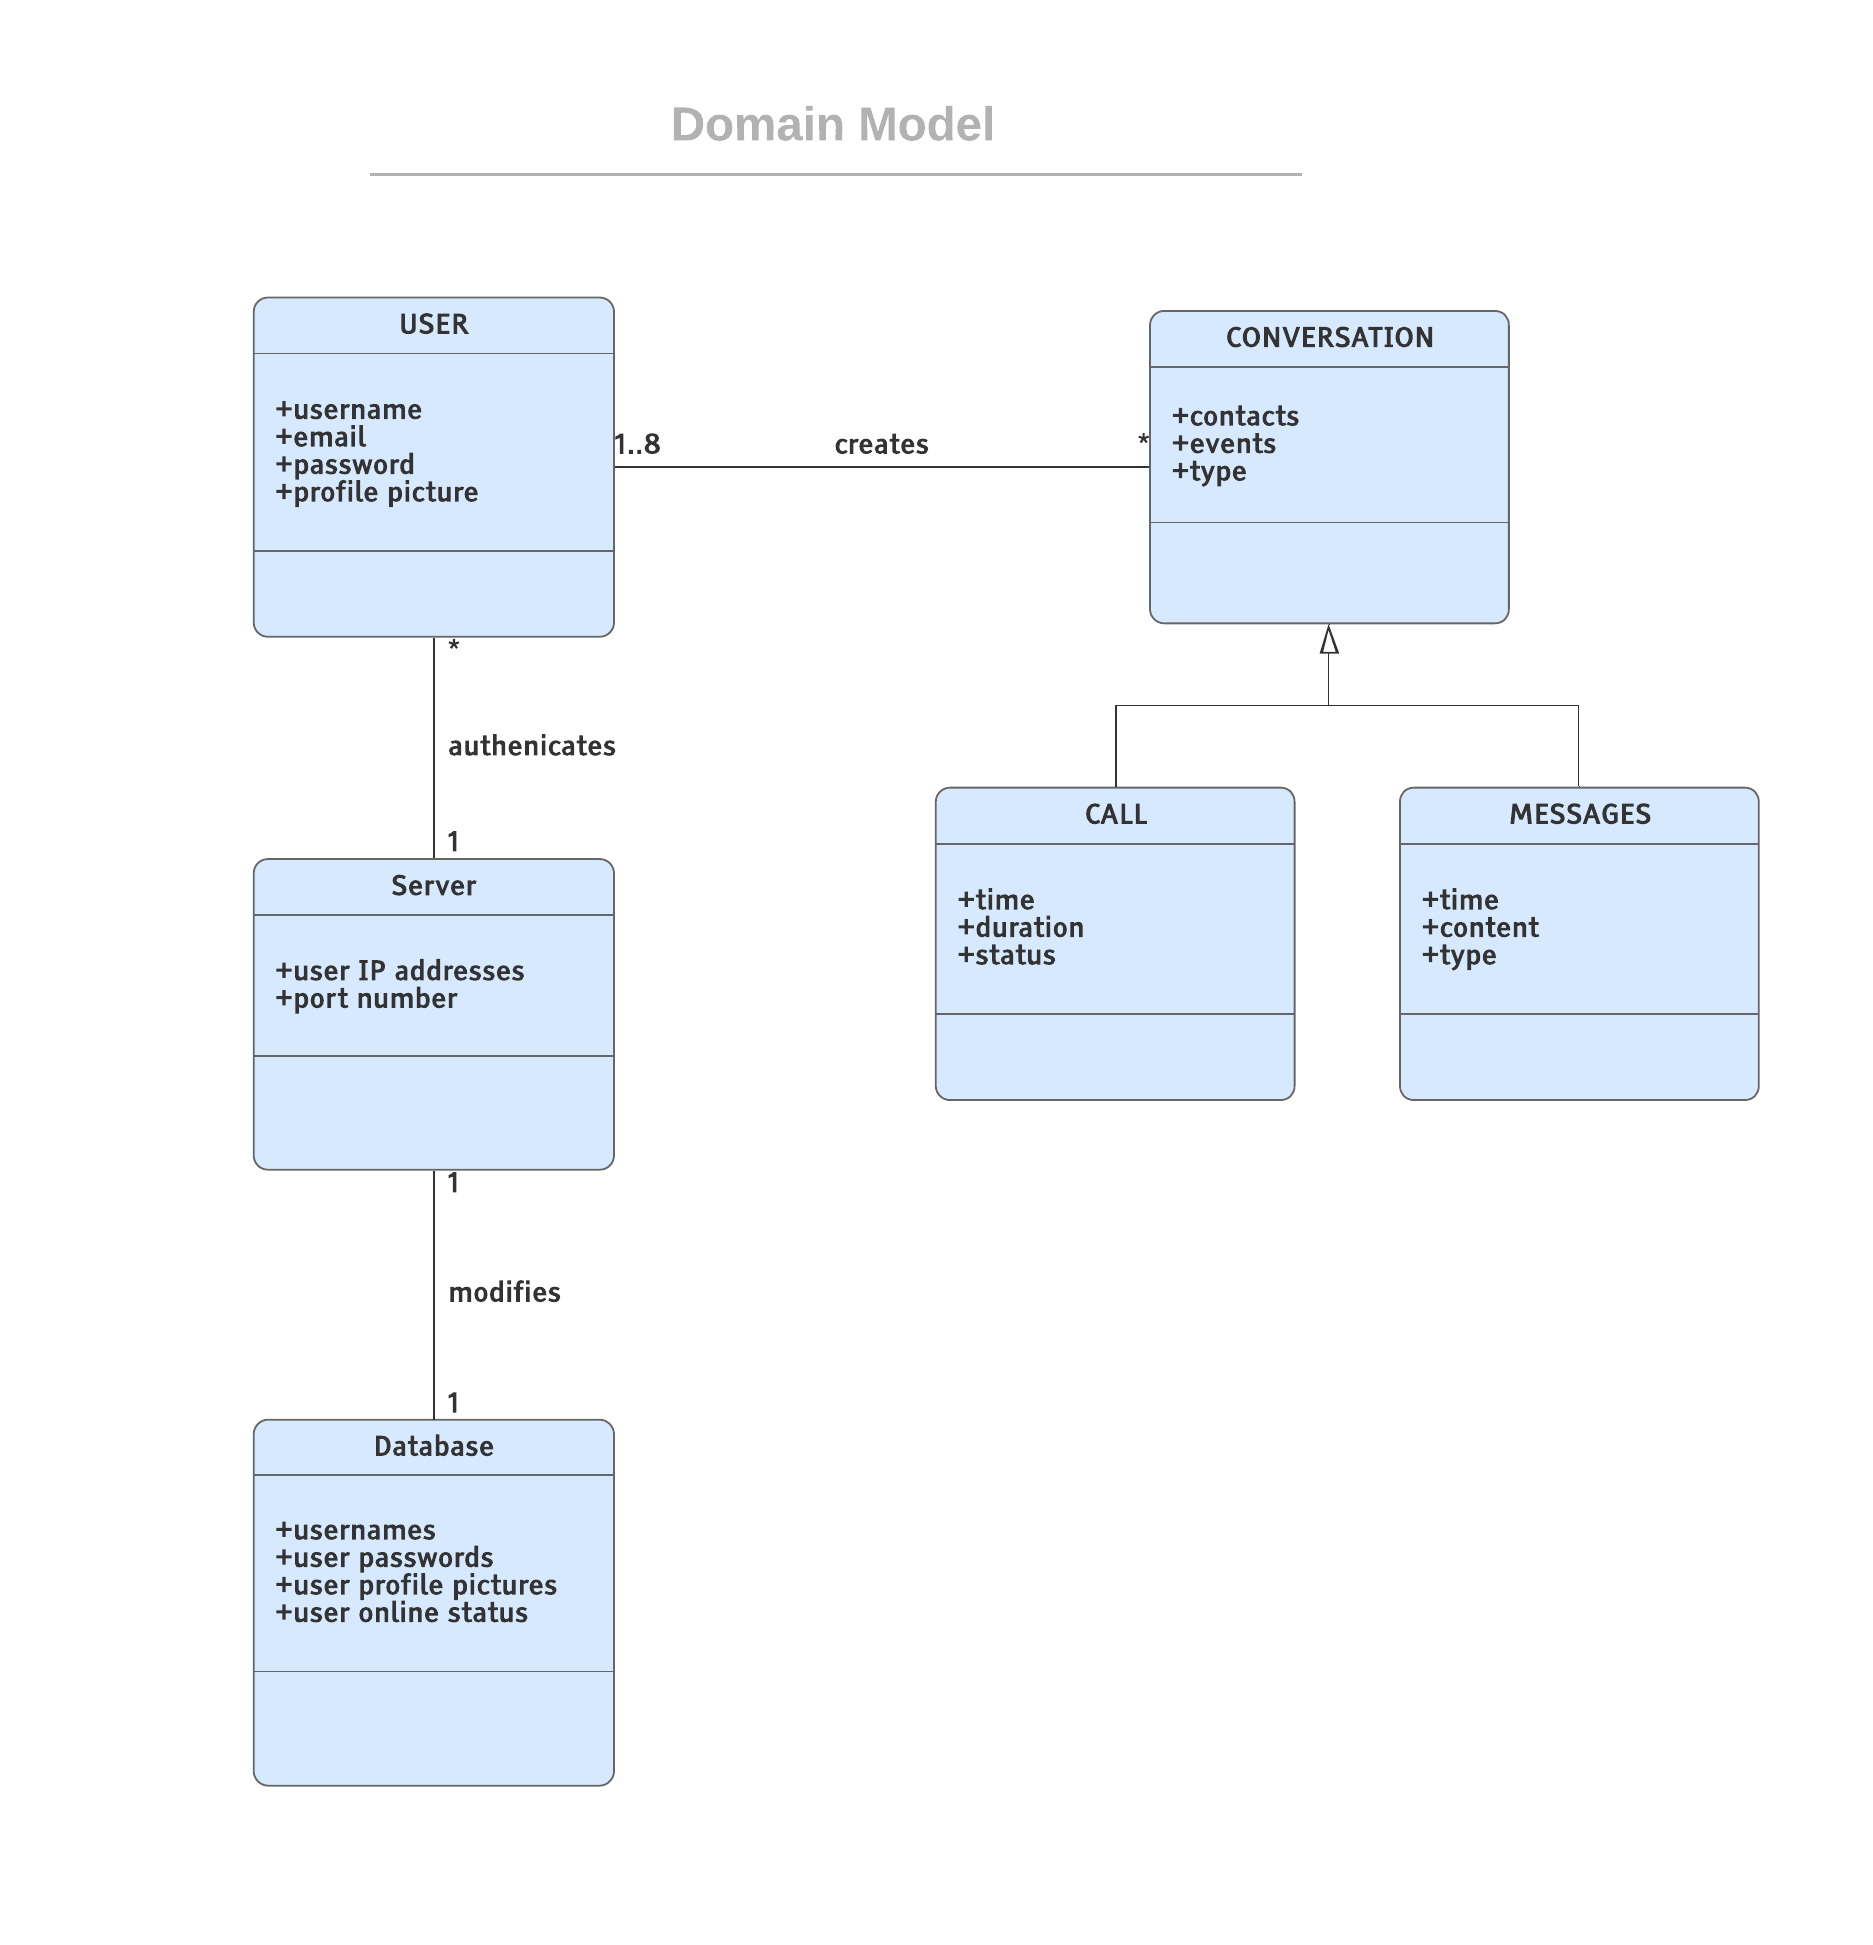 Domain Model
USER
+username
+email
+password
+profile picture
1..8
creates
*
CONVERSATION
+contacts
+events
+type
*
authenicates
1
Server
+user IP addresses
+port number
CALL
+time
+duration
+status
MESSAGES
+time
+content
+type
1
modifies
1
Database
+usernames
+user passwords
+user profile pictures
+user online status